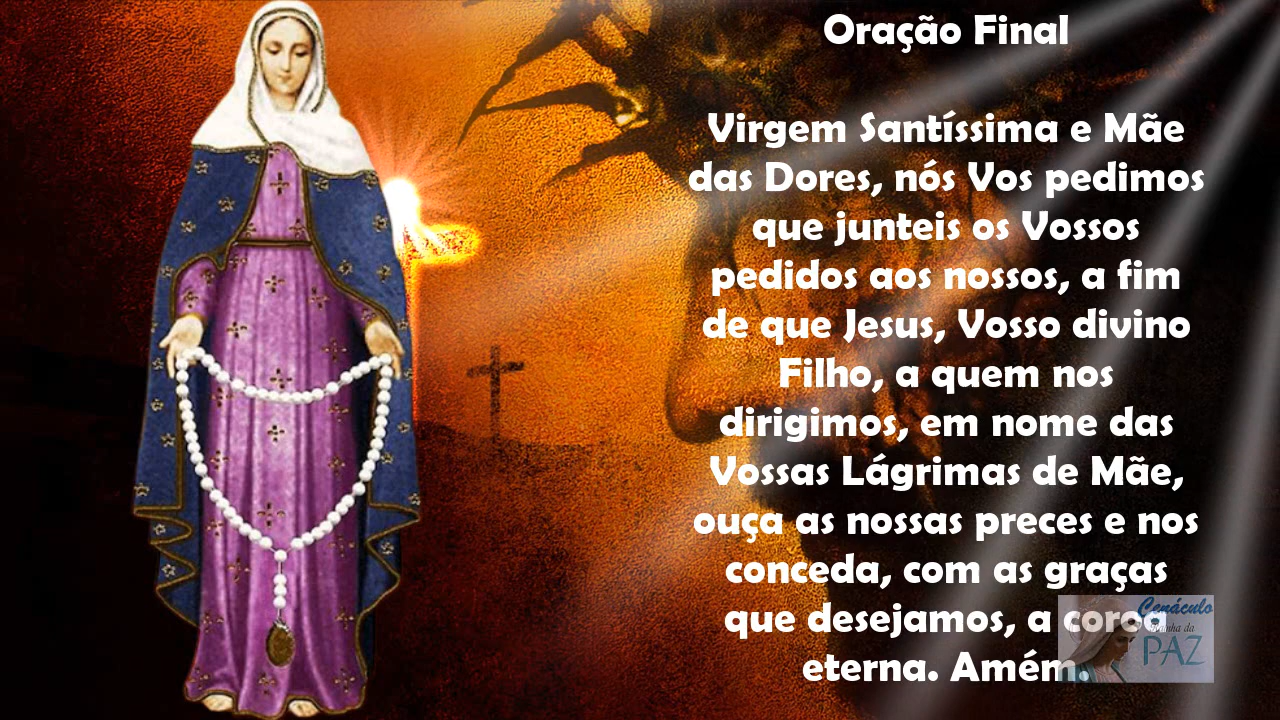 Oração Final
Virgem Santíssima e Mãe
das Dores, nós Vos pedimos
que junteis os Vossos
pedidos aos nossos, a fim
de que Jesus, Vosso divino
Filho, a quem nos
dirigimos, em nome das
Vossas Lágrimas de Mãe,
ouça as nossas preces e nos
conceda, com as graças
que desejamos, a coroa
eterna. Amém.
Cenáculo
Rainha da
PAZ